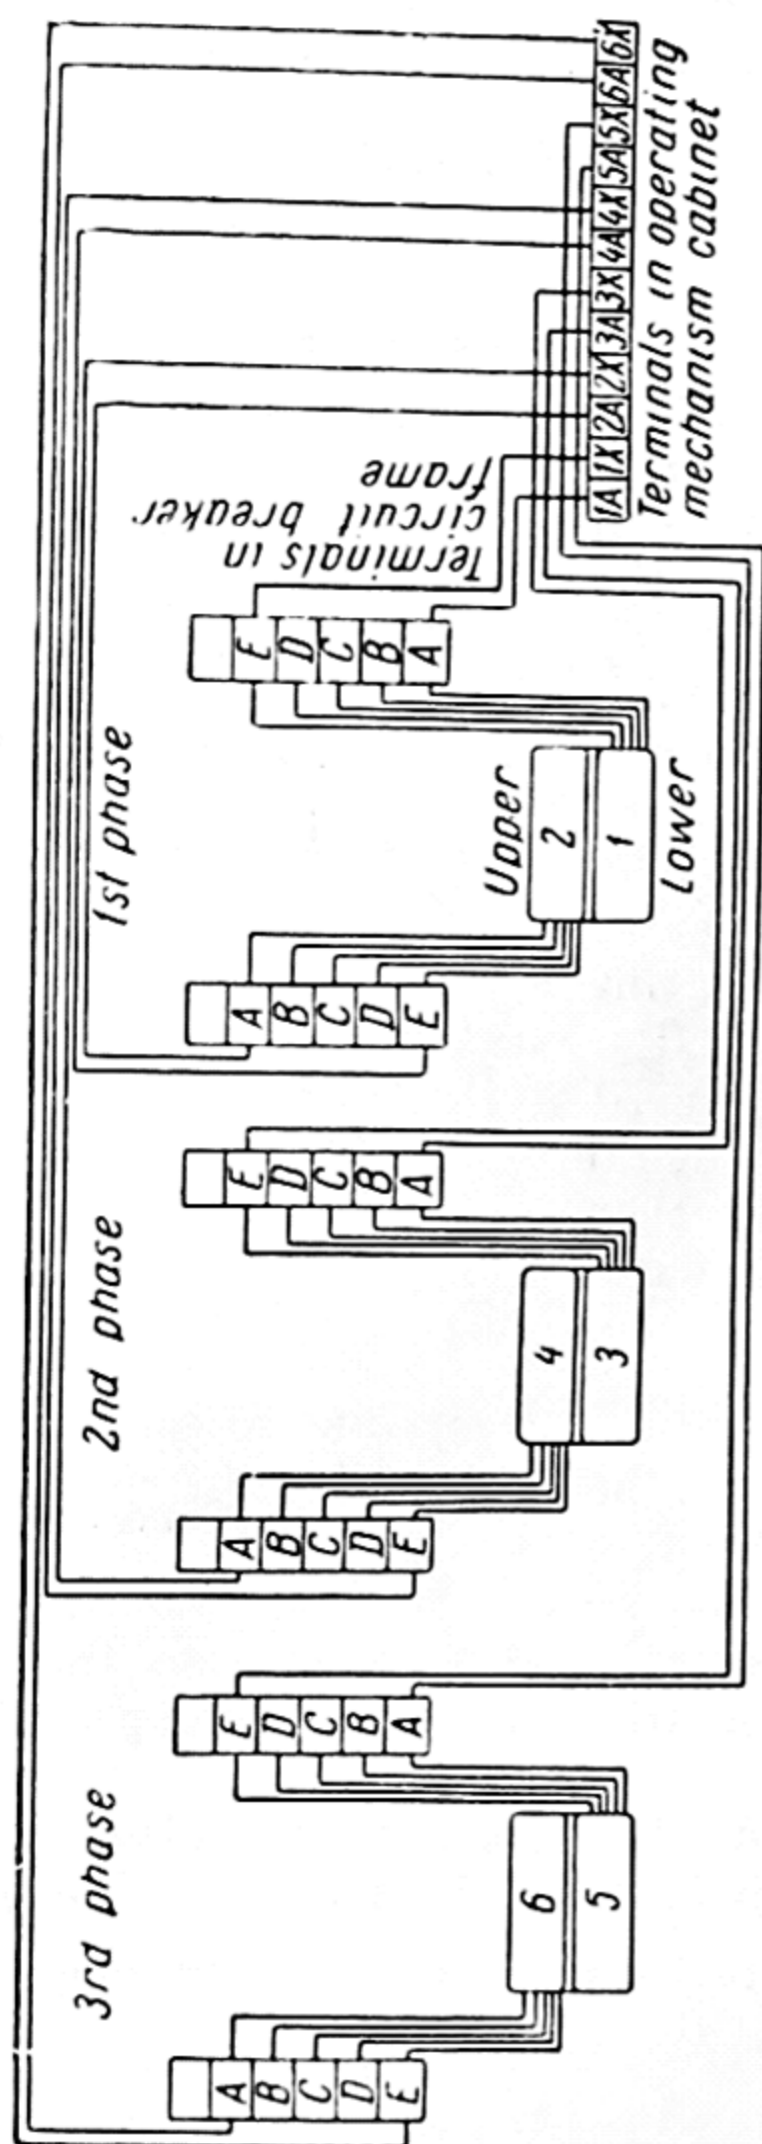 3rd phase
2nd phase
1st phase
A
B
C
D
E
E
D
C
B
A
A
B
C
D
E
E
D
C
B
A
A
B
C
D
E
E
D
C
B
A
Terminals in
circuit breaker
frame
6
5
4
3
Upper
2
1
Lower
1A 1X 2A 2X 3A 3X 4A 4X 5A 5X 6A 6X
Terminals in operating
mechanism cabinet